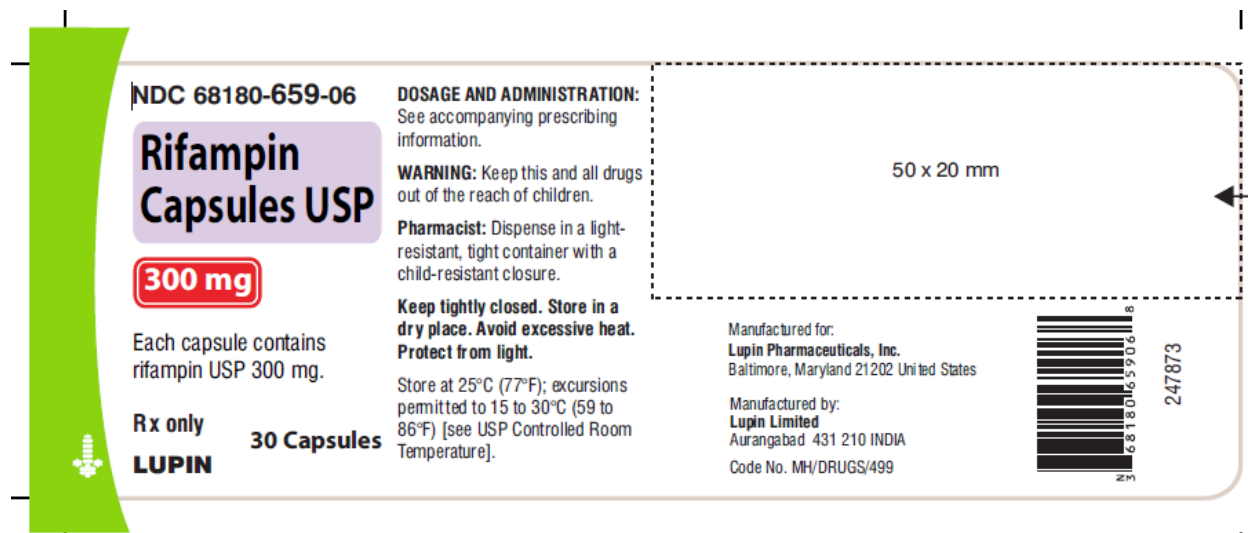 NDC 68180-659-06
Rifampin
Capsules USP
300 mg
Each capsule contains
rifampin USP 300 mg.
Rx only
30 Capsules
LUPIN
DOSAGE AND ADMINISTRATION:
See accompanying prescribing
information.
WARNING: Keep this and all drugs
out of the reach of children.
Pharmacist: Dispense in a light-
resistant, tight container with a
child-resistant closure.
Keep tightly closed. Store in a
dry place. Avoid excessive heat.
Protect from light.
Store at 25°C (77°F); excursions
permitted to 15 to 30°C (59 to
86°F) [see USP Controlled Room
Temperature].
50 x 20 mm
Manufactured for:
Lupin Pharmaceuticals, Inc.
Baltimore, Maryland 21202 United States
Manufactured by:
Lupin Limited
Aurangabad 431 210 INDIA
Code No. MH/DRUGS/499
N
3 68180 65906 8
247873